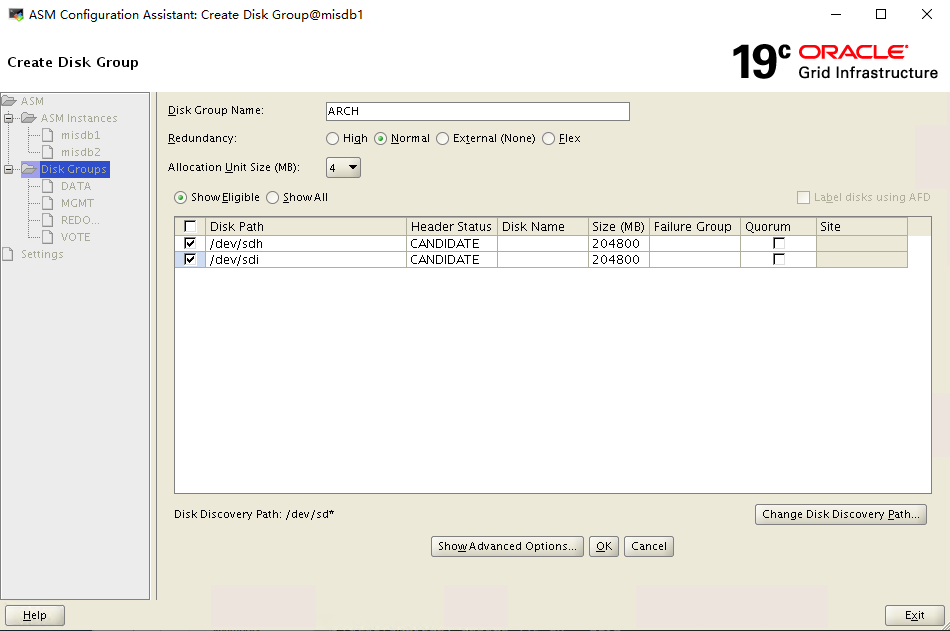 ASM Configuration Assistant: Create Disk Group@misdb1
Create Disk Group
19c ORACLE
Grid Infrastructure
ASM
ASM Instances
misdb1
misdb2
Disk Groups
DATA
MGMT
REDO...
VOTE
Settings
Disk Group Name: ARCH
Redundancy: High Normal External (None) Flex
Allocation Unit Size (MB): 4
Show Eligible Show All Label disks using AFD
Disk Path Header Status Disk Name Size (MB) Failure Group Quorum Site
/dev/sdh CANDIDATE 204800
/dev/sdi CANDIDATE 204800
Disk Discovery Path: /dev/sd* Change Disk Discovery Path...
Show Advanced Options... OK Cancel
Help Exit